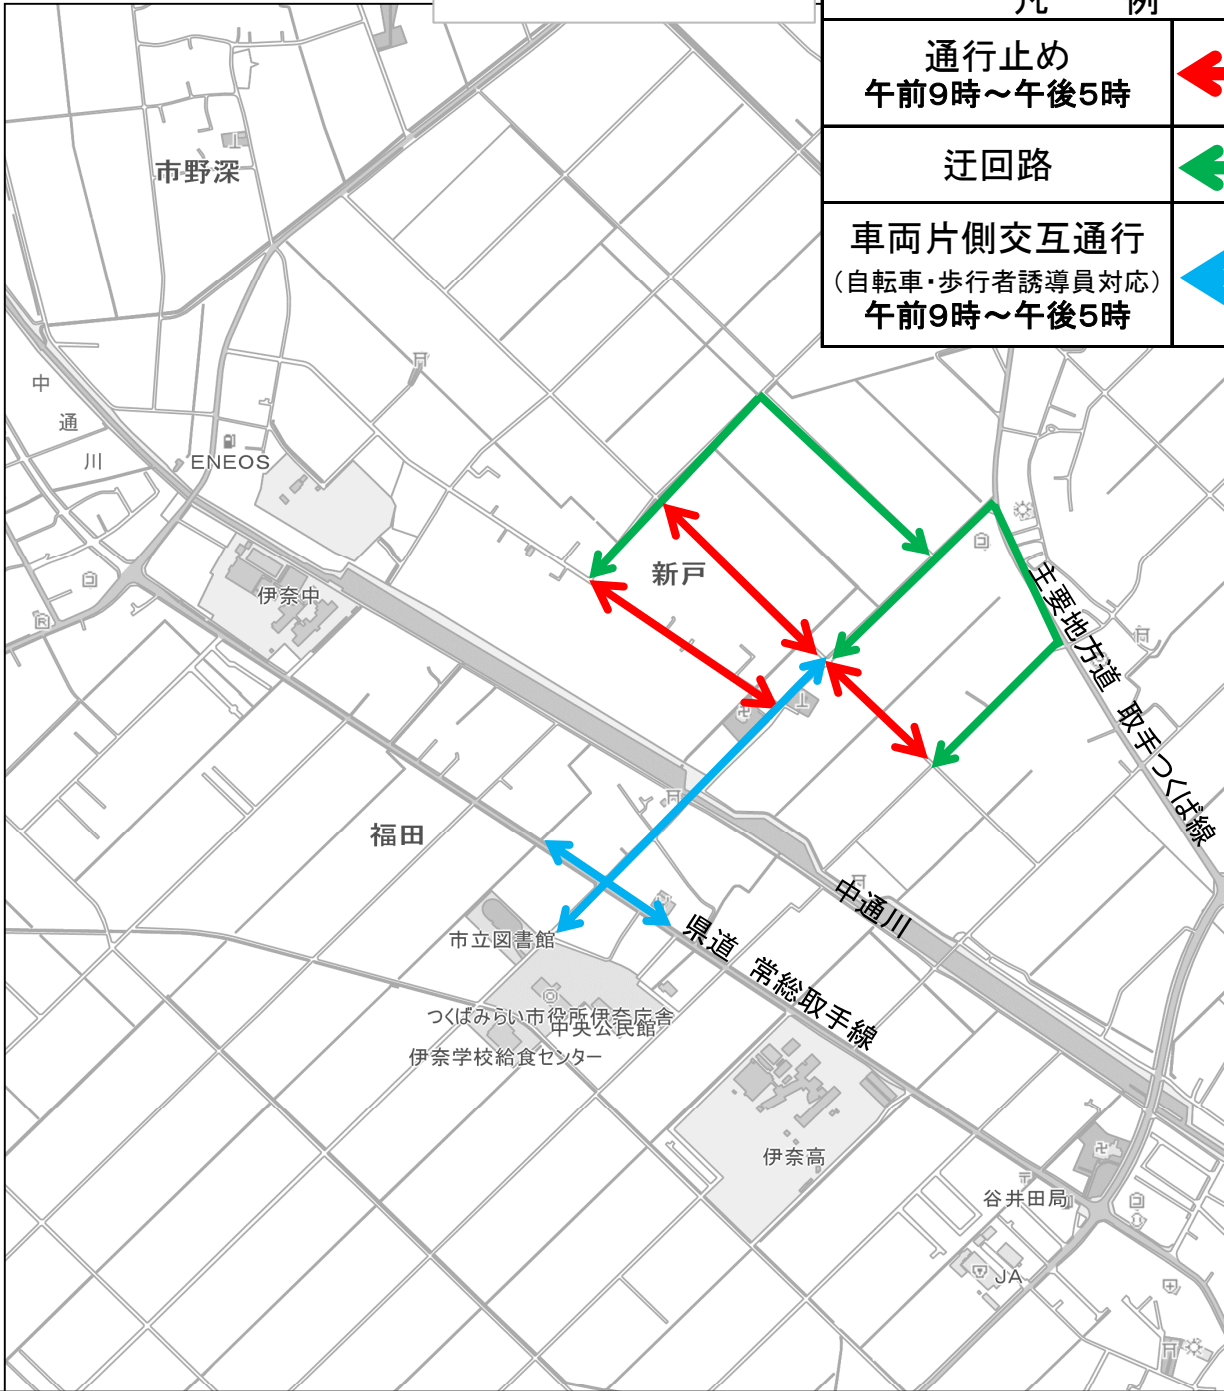 凡　例
通行止め
午前9時～午後5時
迂回路
車両片側交互通行
（自転車・歩行者誘導員対応）
午前9時～午後5時
市野深
中
通
川
ENEOS
伊奈中
新戸
主要地方道　取手つくば線
福田
中通川
市立図書館
県道　常総取手線
つくばみらい市役所伊奈庁舎
中央公民館
伊奈学校給食センター
伊奈高
谷井田局
JA